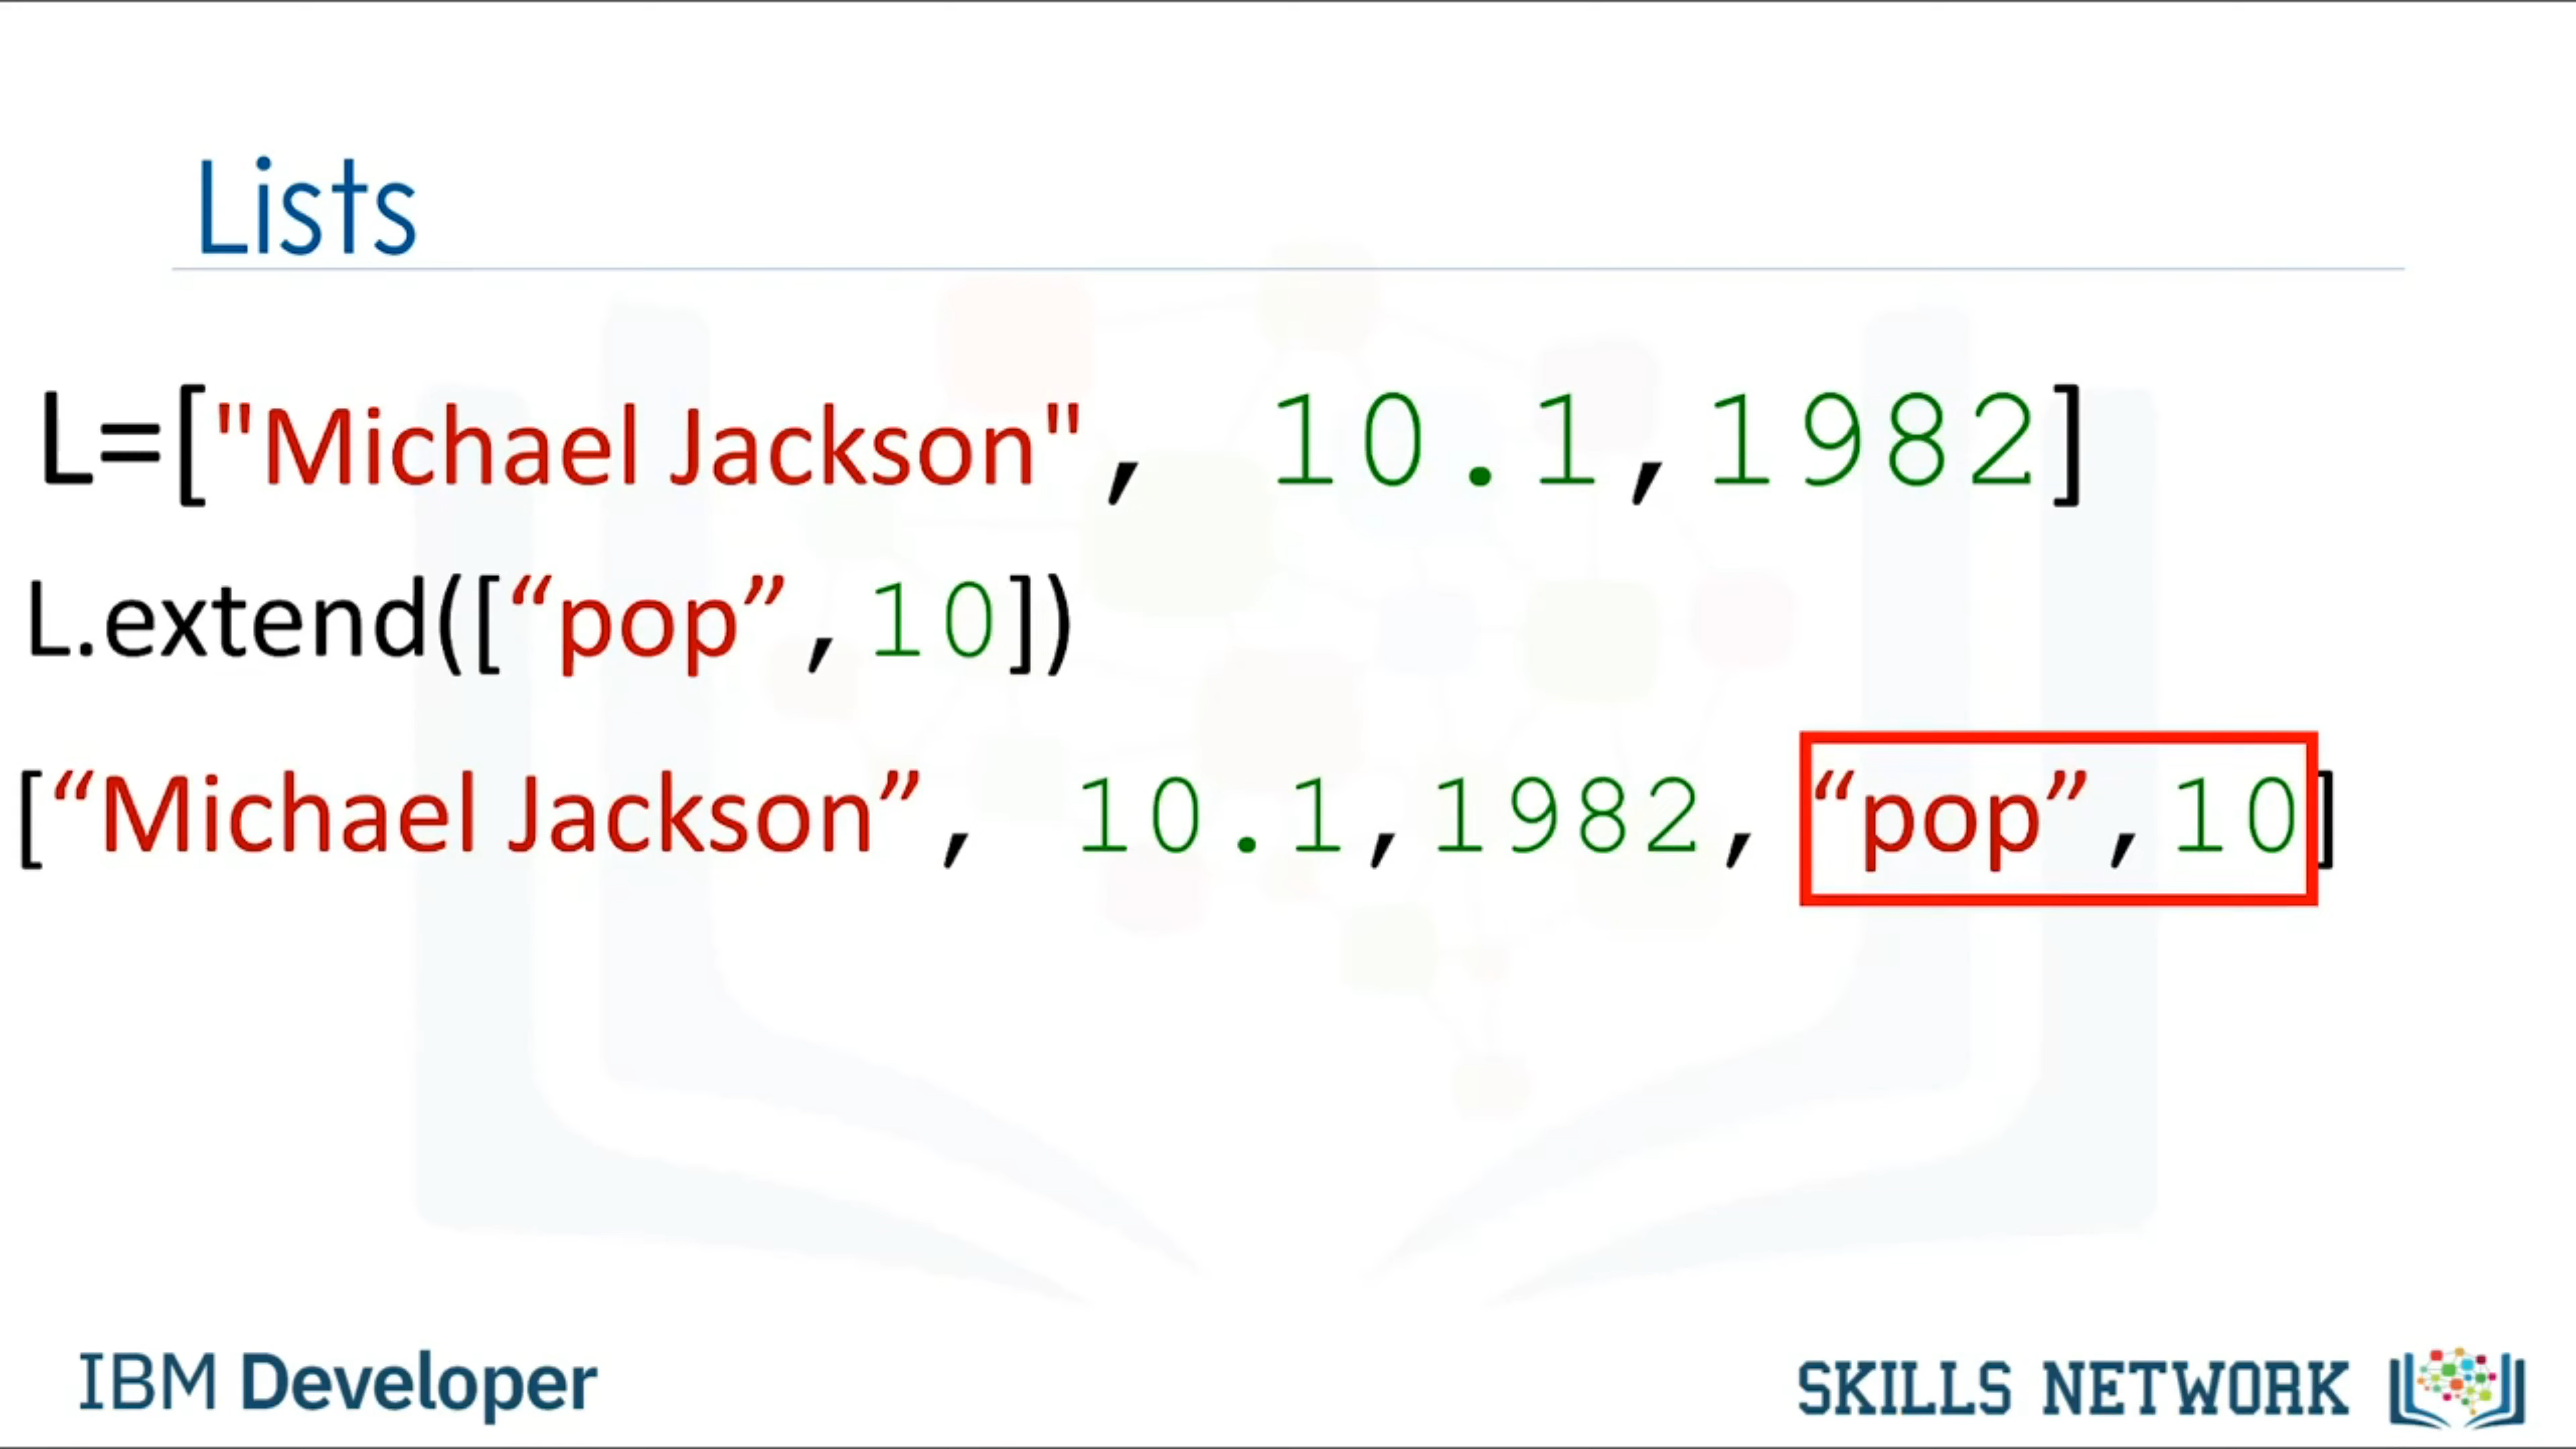 Lists
L=["Michael Jackson", 10.1,1982]
L.extend([“pop”,10])
[“Michael Jackson”, 10.1,1982, “pop”,10]
IBM Developer
SKILLS NETWORK